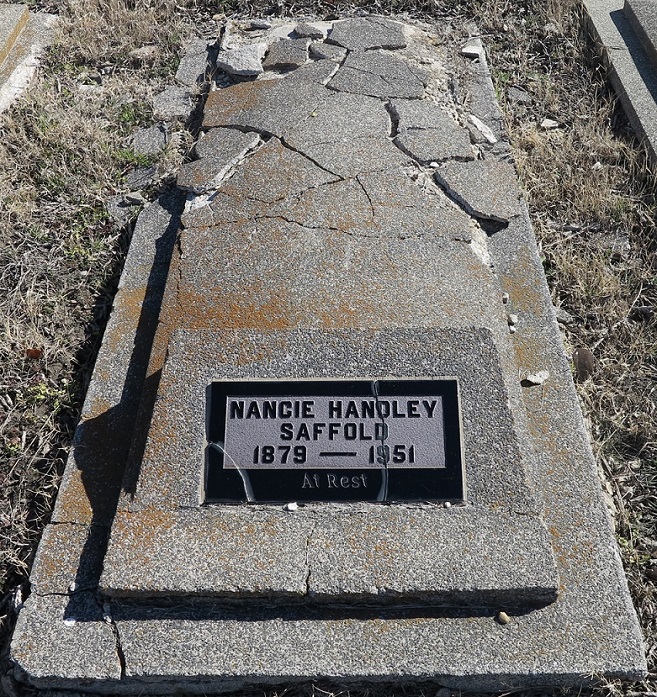 NANCIE HANDLEY
SAFFOLD
1879 — 1951
At Rest